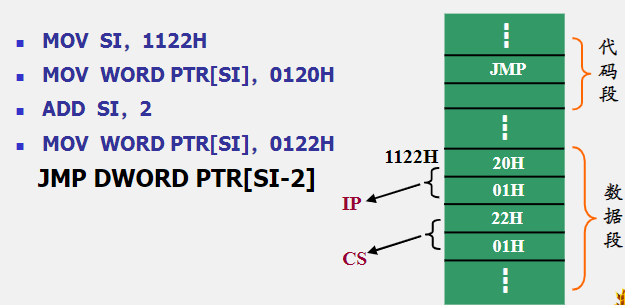 MOV SI，1122H
MOV WORD PTR[SI]，0120H
ADD SI，2
MOV WORD PTR[SI]，0122H
JMP DWORD PTR[SI-2]
JMP
代码段
1122H
20H
01H
22H
01H
IP
CS
数据段